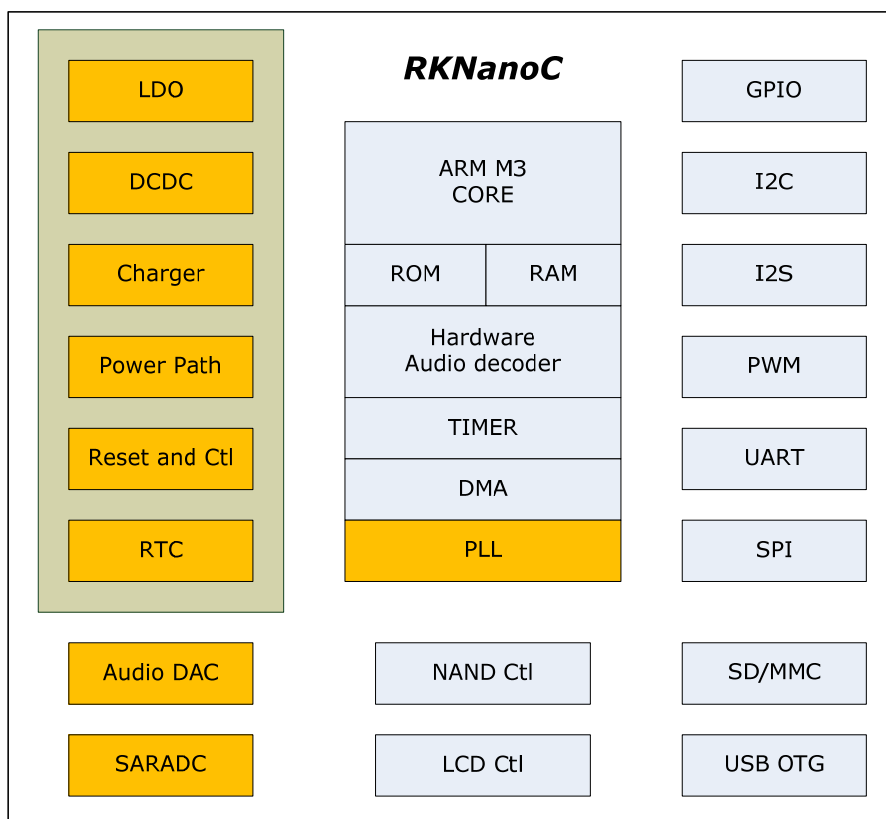 RKNanoC
LDO
DCDC
Charger
Power Path
Reset and Ctl
RTC
Audio DAC
SARADC
ARM M3
CORE
ROM
RAM
Hardware
Audio decoder
TIMER
DMA
PLL
NAND Ctl
LCD Ctl
GPIO
I2C
I2S
PWM
UART
SPI
SD/MMC
USB OTG